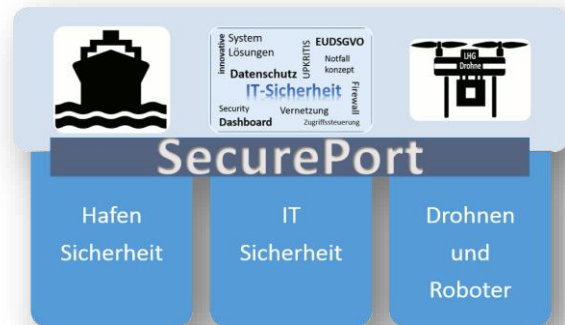 innovative
System
Lösungen
UPKRITIS
EUDSGVO
Notfall
konzept
Datenschutz
IT-Sicherheit
Firewall
Security
Vernetzung
Dashboard
Zugriffssteuerung
LHG
Drohne
SecurePort
Hafen
Sicherheit
IT
Sicherheit
Drohnen
und
Roboter